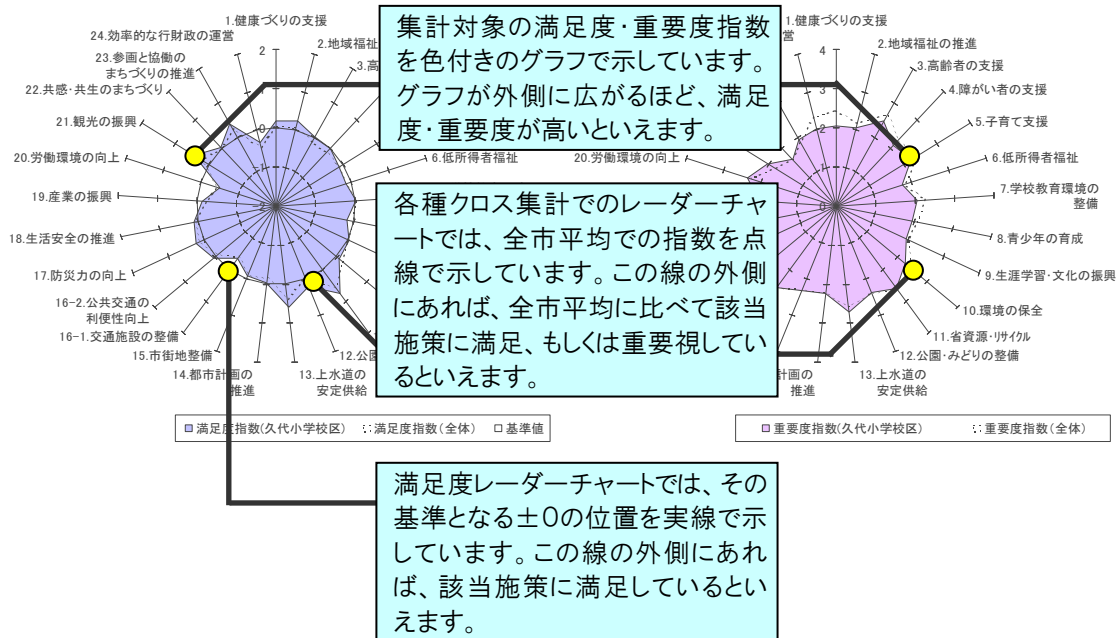 集計対象の満足度・重要度指数
を色付きのグラフで示しています。
グラフが外側に広がるほど、満足
度・重要度が高いといえます。
各種クロス集計でのレーダーチャ
ートでは、全市平均での指数を点
線で示しています。この線の外側
にあれば、全市平均に比べて該当
施策に満足、もしくは重要視してい
るといえます。
満足度レーダーチャートでは、その
基準となる±0の位置を実線で示
しています。この線の外側にあれ
ば、該当施策に満足しているとい
えます。
1.健康づくりの支援
2.地域福祉
3.高
6.低所得者福祉
12.公園
13.上水道の
安定供給
14.都市計画の
推進
15.市街地整備
16-1.交通施設の整備
16-2.公共交通の
利便性向上
17.防災力の向上
18.生活安全の推進
19.産業の振興
20.労働環境の向上
21.観光の振興
22.共感・共生のまちづくり
23.参画と協働の
まちづくりの推進
24.効率的な行財政の運営
2
0
-1
-2
満足度指数(久代小学校区)
満足度指数(全体)
基準値
1.健康づくりの支援
2.地域福祉の推進
3.高齢者の支援
4.障がい者の支援
5.子育て支援
6.低所得者福祉
7.学校教育環境の
整備
8.青少年の育成
9.生涯学習・文化の振興
10.環境の保全
11.省資源・リサイクル
12.公園・みどりの整備
13.上水道の
安定供給
計画の
推進
20.労働環境の向上
営
4
3
2
1
0
重要度指数(久代小学校区)
重要度指数(全体)